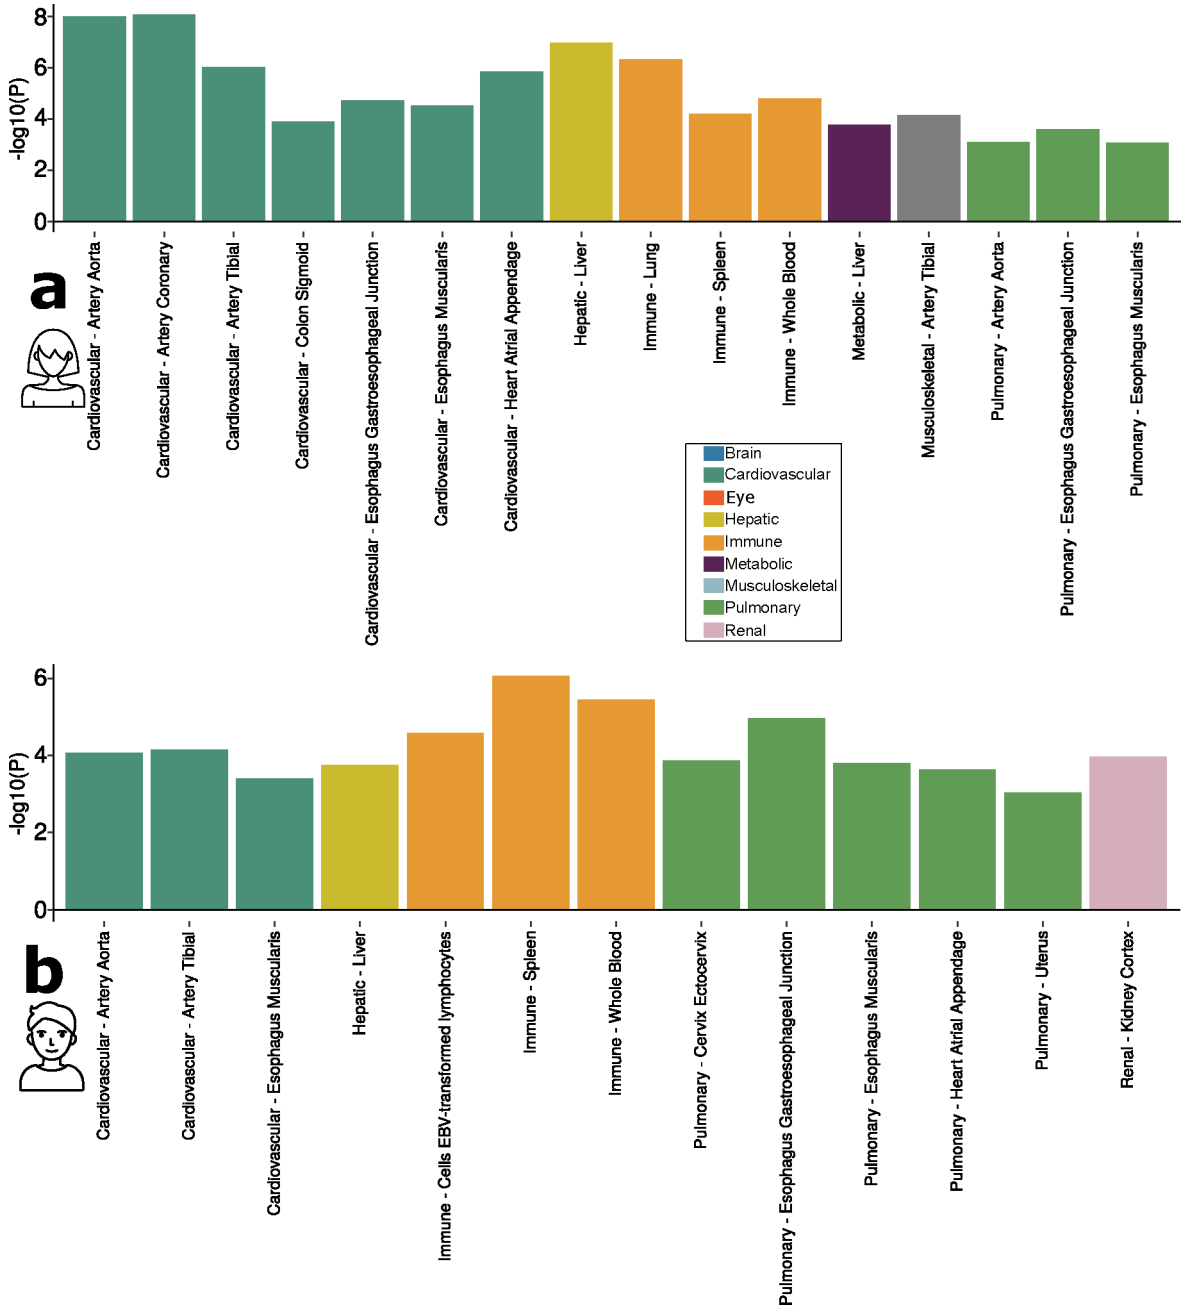 8
6
4
2
0
-log10(P)
Cardiovascular - Artery Aorta
Cardiovascular - Artery Coronary
Cardiovascular - Artery Tibial
Cardiovascular - Colon Sigmoid
Cardiovascular - Esophagus Gastroesophageal Junction
Cardiovascular - Esophagus Muscularis
Cardiovascular - Heart Atrial Appendage
Hepatic - Liver
Immune - Lung
Immune - Spleen
Immune - Whole Blood
Metabolic - Liver
Musculoskeletal - Artery Tibial
Pulmonary - Artery Aorta
Pulmonary - Esophagus Gastroesophageal Junction
Pulmonary - Esophagus Muscularis
a
Brain
Cardiovascular
Eye
Hepatic
Immune
Metabolic
Musculoskeletal
Pulmonary
Renal
6
4
2
0
-log10(P)
Cardiovascular - Artery Aorta
Cardiovascular - Artery Tibial
Cardiovascular - Esophagus Muscularis
Hepatic - Liver
Immune - Cells EBV-transformed lymphocytes
Immune - Spleen
Immune - Whole Blood
Pulmonary - Cervix Ectocervix
Pulmonary - Esophagus Gastroesophageal Junction
Pulmonary - Esophagus Muscularis
Pulmonary - Heart Atrial Appendage
Pulmonary - Uterus
Renal - Kidney Cortex
b